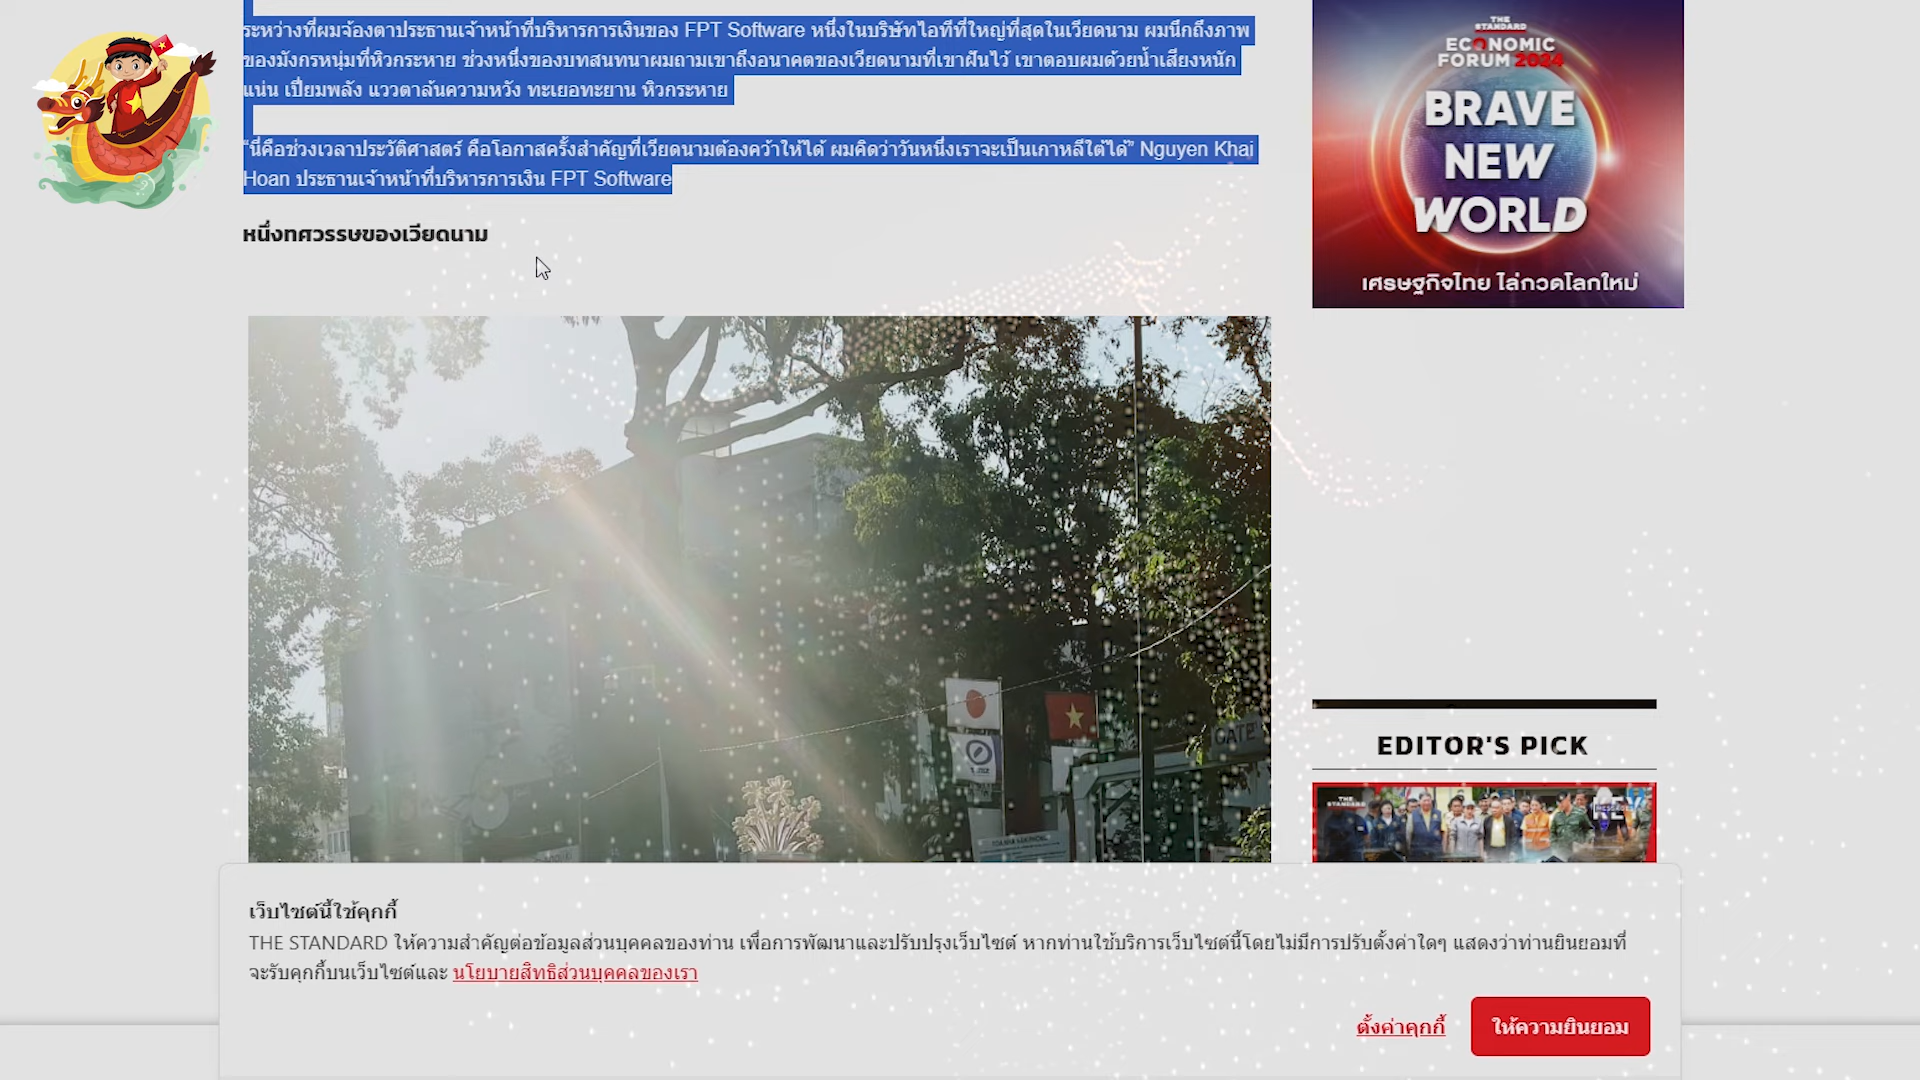 ระหว่างที่ผมจ้องตาประธานเจ้าหน้าที่บริหารการเงินของ FPT Software หนึ่งในบริษัทไอทีที่ใหญ่ที่สุดในเวียดนาม ผมนึกถึงภาพ
ของมังกรหนุ่มที่หิวกระหาย ช่วงหนึ่งของบทสนทนาผมถามเขาถึงอนาคตของเวียดนามที่เขาฝันไว้ เขาตอบผมด้วยน้ำเสียงหนัก
แน่น เปี่ยมพลัง แววตาล้นความหวัง ทะเยอทะยาน หิวกระหาย
“นี่คือช่วงเวลาประวัติศาสตร์ คือโอกาสครั้งสำคัญที่เวียดนามต้องคว้าให้ได้ ผมคิดว่าวันหนึ่งเราจะเป็นเกาหลีใต้ได้” Nguyen Khai
Hoan ประธานเจ้าหน้าที่บริหารการเงิน FPT Software
หนึ่งทศวรรษของเวียดนาม
THE
STANDARD
ECONOMIC
FORUM 2024
BRAVE
NEW
WORLD
เศรษฐกิจไทย ไล่กวดโลกใหม่
GATE
EDITOR'S PICK
THE
STANDARD
เว็บไซต์นี้ใช้คุกกี้
THE STANDARD ให้ความสำคัญต่อข้อมูลส่วนบุคคลของท่าน เพื่อการพัฒนาและปรับปรุงเว็บไซต์ หากท่านใช้บริการเว็บไซต์นี้โดยไม่มีการปรับตั้งค่าใดๆ แสดงว่าท่านยินยอมที่
จะรับคุกกี้บนเว็บไซต์และ นโยบายสิทธิส่วนบุคคลของเรา
ตั้งค่าคุกกี้
ให้ความยินยอม